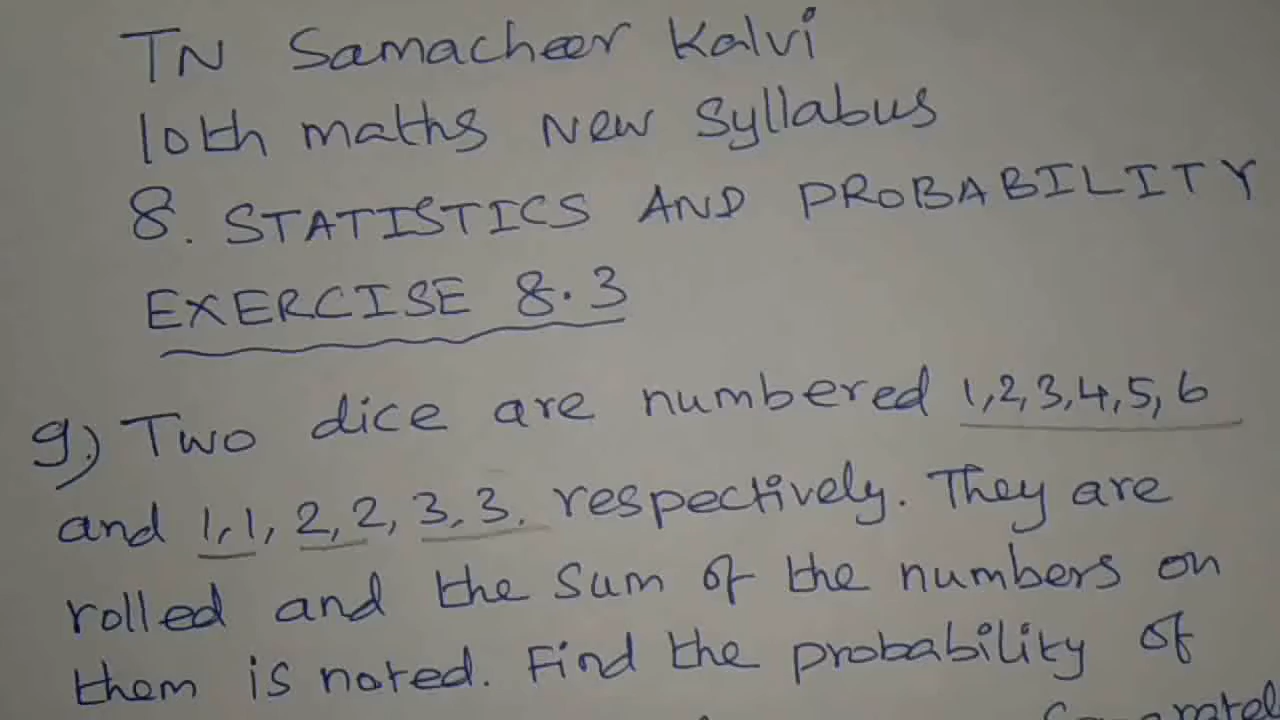 TN Samacheer Kalvi
10th maths New Syllabus
8. STATISTICS AND PROBABILITY
EXERCISE 8.3
9.) Two dice are numbered 1,2,3,4,5,6
and 1,1, 2,2, 3,3. respectively. They are
rolled and the sum of the numbers on
them is noted. Find the probability of